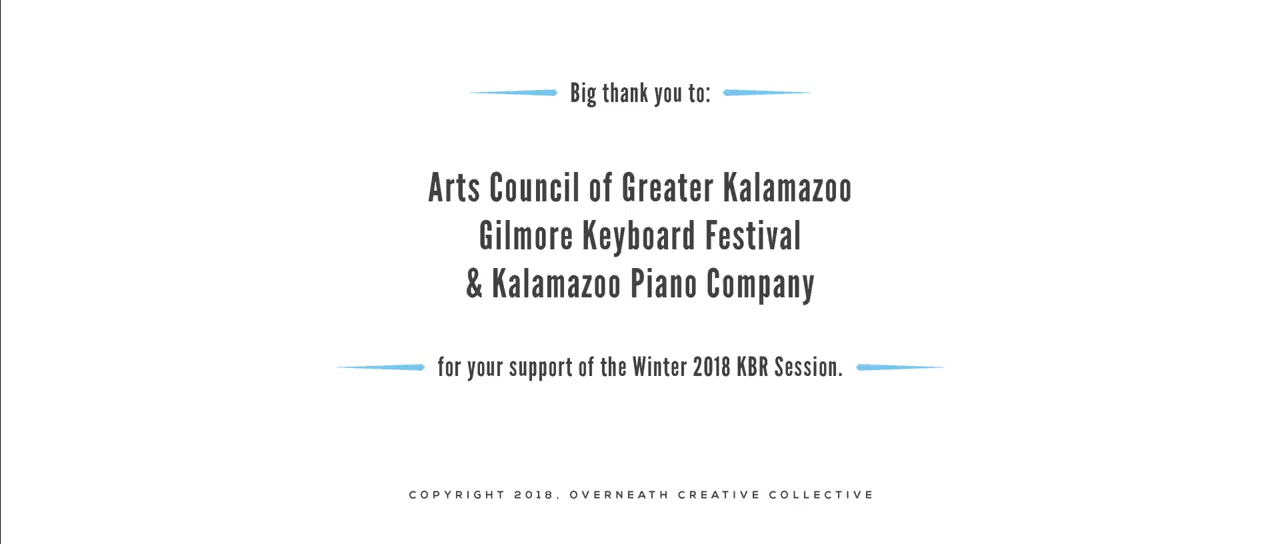 Big thank you to:
Arts Council of Greater Kalamazoo
Gilmore Keyboard Festival
& Kalamazoo Piano Company
for your support of the Winter 2018 KBR Session.
COPYRIGHT 2018, OVERNEATH CREATIVE COLLECTIVE